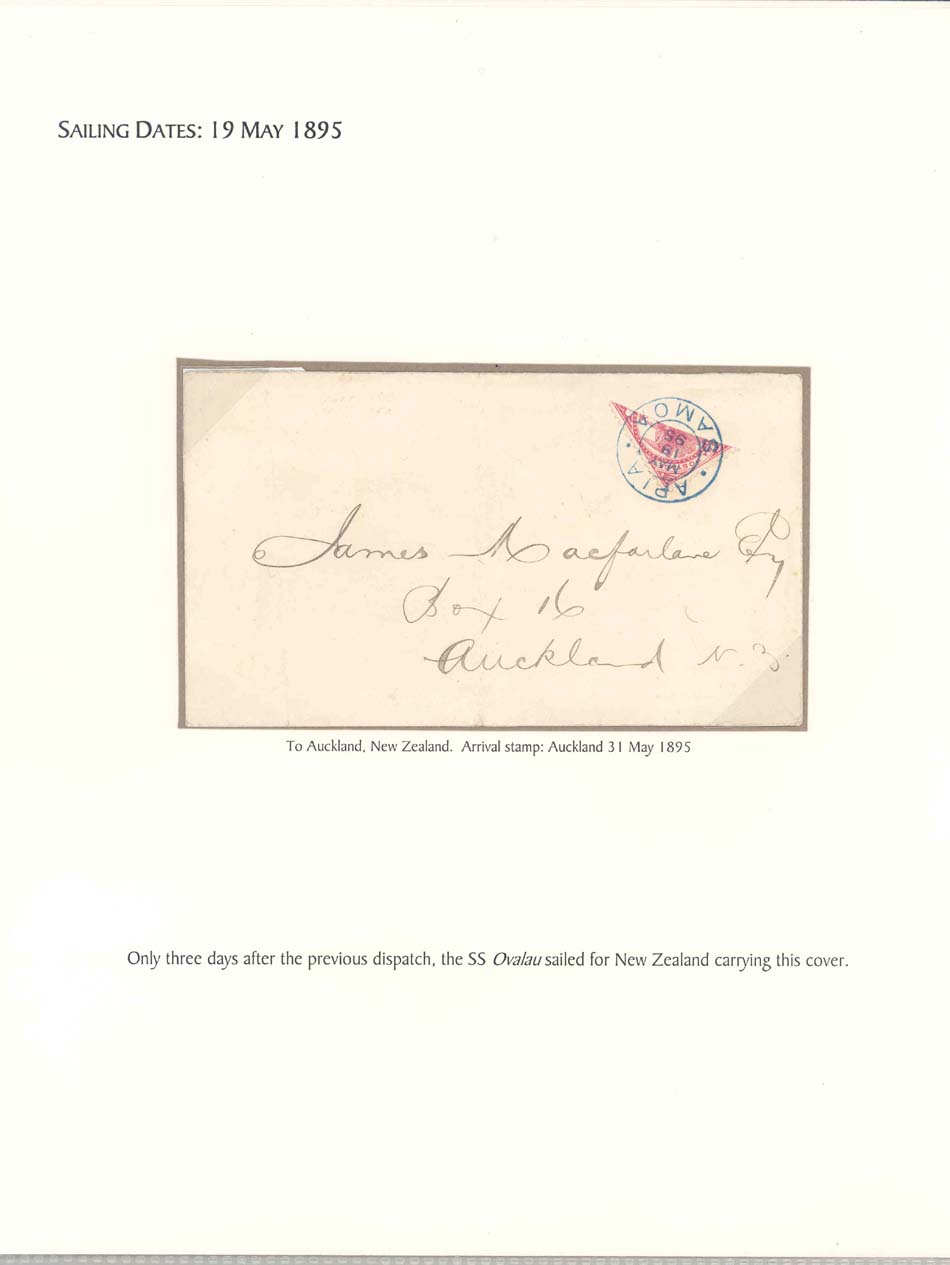 SAILING DATES: 19 MAY 1895
APIA • SAMOA •
MAY
19
95
James Macfarlane Esq
Box 16
Auckland N.Z.
To Auckland, New Zealand. Arrival stamp: Auckland 31 May 1895
Only three days after the previous dispatch, the SS Ovalau sailed for New Zealand carrying this cover.